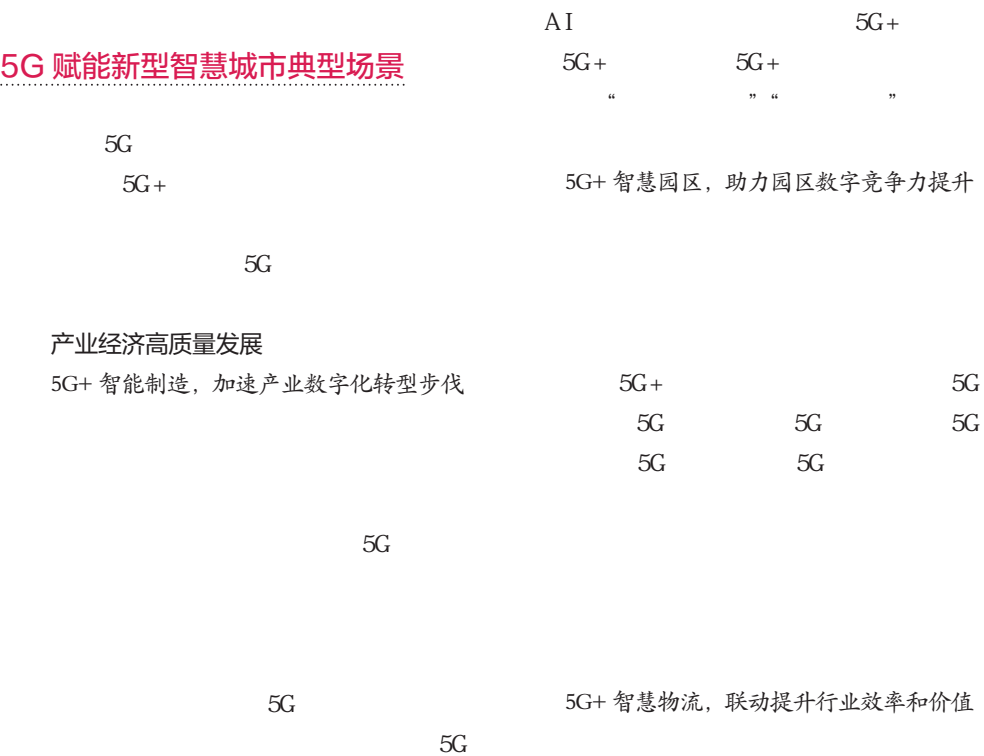 5G 赋能新型智慧城市典型场景
5G
5G+
5G
产业经济高质量发展
5G+ 智能制造，加速产业数字化转型步伐
5G
5G
5G
AI 5G+
5G+ 5G+
“ ” “ ”
5G+ 智慧园区，助力园区数字竞争力提升
5G+ 5G
5G 5G 5G
5G 5G
5G+ 智慧物流，联动提升行业效率和价值